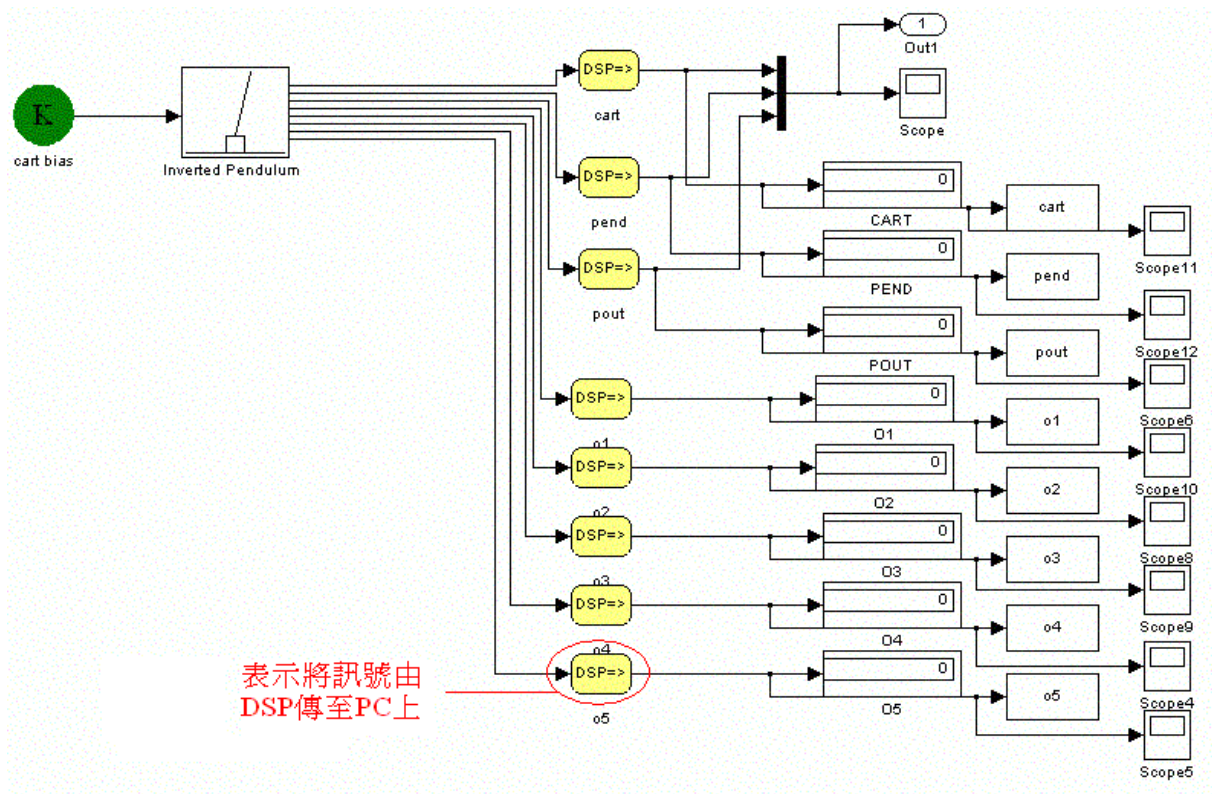 K
cart bias
Inverted Pendulum
DSP=>
cart
DSP=>
pend
DSP=>
pout
DSP=>
o1
DSP=>
o2
DSP=>
o3
DSP=>
o4
DSP=>
o5
1
Out1
Scope
0
CART
0
PEND
0
POUT
0
O1
0
O2
0
O3
0
O4
0
O5
cart
pend
pout
o1
o2
o3
o4
o5
Scope11
Scope12
Scope6
Scope10
Scope8
Scope9
Scope4
Scope5
表示將訊號由
DSP傳至PC上